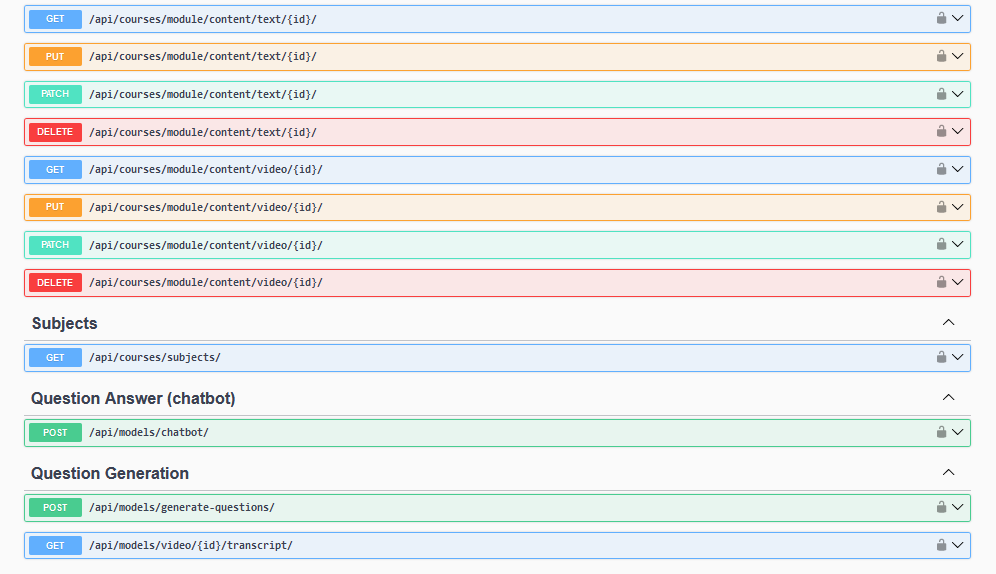 GET /api/courses/module/content/text/{id}/
PUT /api/courses/module/content/text/{id}/
PATCH /api/courses/module/content/text/{id}/
DELETE /api/courses/module/content/text/{id}/
GET /api/courses/module/content/video/{id}/
PUT /api/courses/module/content/video/{id}/
PATCH /api/courses/module/content/video/{id}/
DELETE /api/courses/module/content/video/{id}/
Subjects
GET /api/courses/subjects/
Question Answer (chatbot)
POST /api/models/chatbot/
Question Generation
POST /api/models/generate-questions/
GET /api/models/video/{id}/transcript/